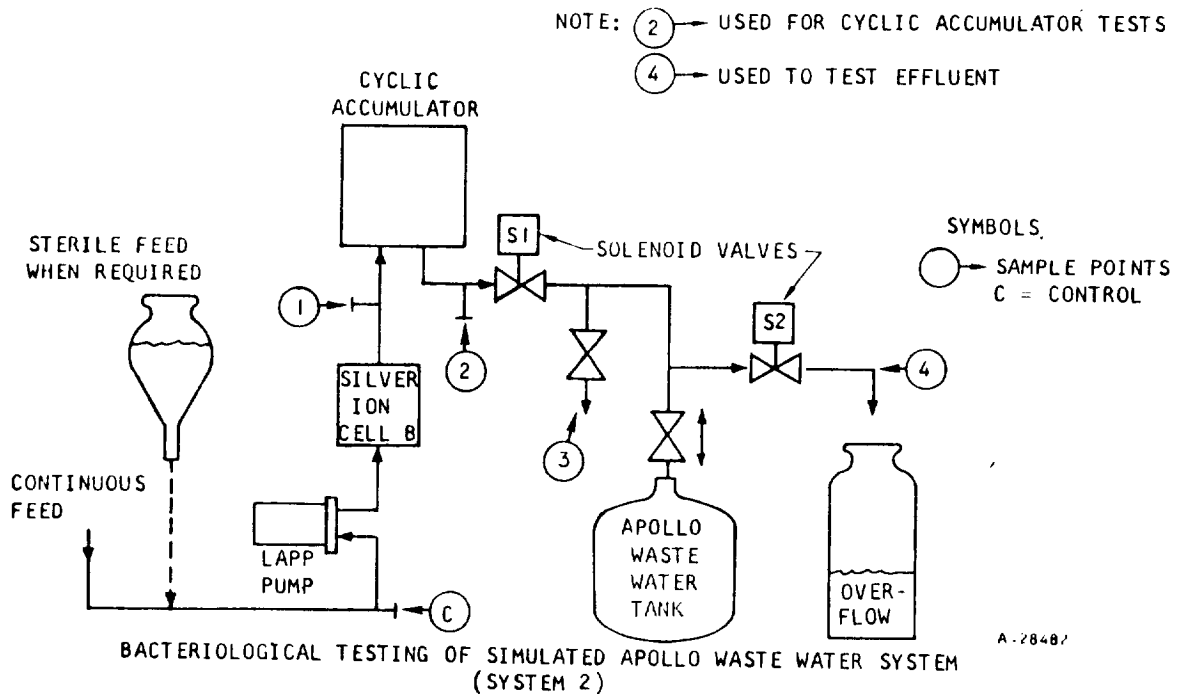 NOTE: 2 USED FOR CYCLIC ACCUMULATOR TESTS
4 USED TO TEST EFFLUENT
CYCLIC
ACCUMULATOR
S1
SOLENOID VALVES
SYMBOLS
SAMPLE POINTS
C = CONTROL
STERILE FEED
WHEN REQUIRED
1
2
S2
4
SILVER
ION
CELL B
3
CONTINUOUS
FEED
LAPP
PUMP
APOLLO
WASTE
WATER
TANK
OVER-
FLOW
C
A-28482
BACTERIOLOGICAL TESTING OF SIMULATED APOLLO WASTE WATER SYSTEM
(SYSTEM 2)